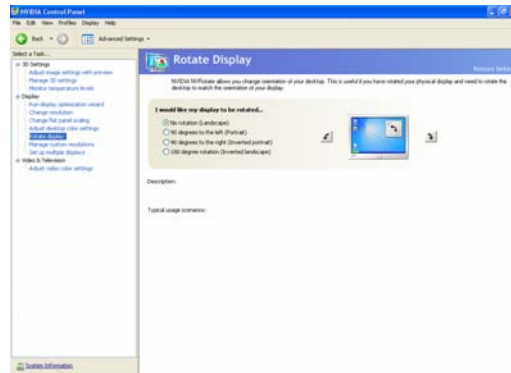 NVIDIA Control Panel
File Edit View Profiles Display Help
Back Advanced Settings
Select a Task...
3D Settings
Adjust image settings with preview
Manage 3D settings
Monitor temperature levels
Display
Run display optimization wizard
Change resolution
Change flat panel scaling
Adjust desktop color settings
Rotate display
Manage custom resolutions
Set up multiple displays
Video & Television
Adjust video color settings
System Information
Rotate Display
Restore Defa
NVIDIA NVRotate allows you change orientation of your desktop. This is useful if you have rotated your physical display and need to rotate the
desktop to match the orientation of your display.
I would like my display to be rotated...
No rotation (Landscape)
90 degrees to the left (Portrait)
90 degrees to the right (Inverted portrait)
180 degree rotation (Inverted landscape)
Description:
Typical usage scenarios: